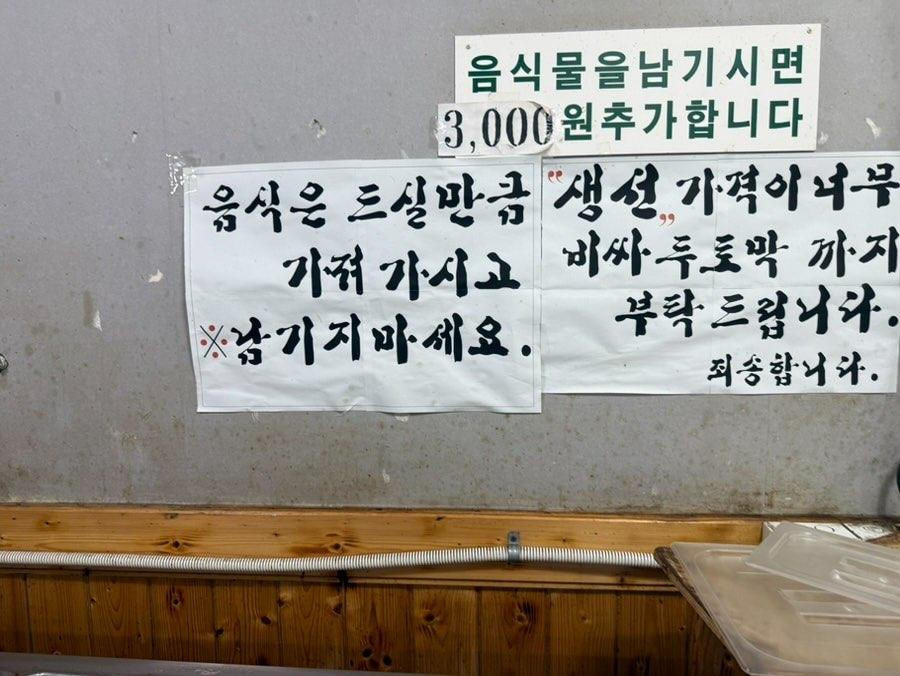 음식물을남기시면
3,000원추가합니다
음식은 드실만큼
가져 가시고
※남기지마세요.
"생선„ 가격이너무
비싸 두토막 까지
부탁 드립니다.
죄송합니다.